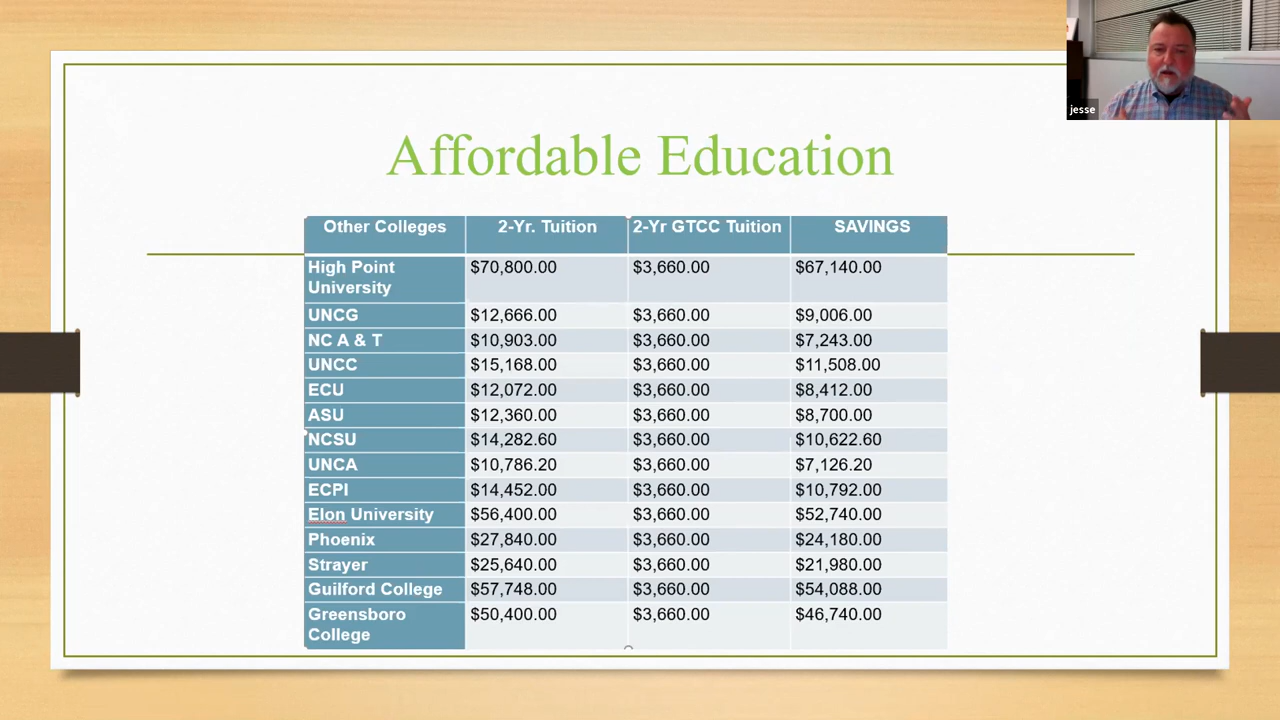 jesse
Affordable Education
Other Colleges 2-Yr. Tuition 2-Yr GTCC Tuition SAVINGS
High Point $70,800.00 $3,660.00 $67,140.00
University
UNCG $12,666.00 $3,660.00 $9,006.00
NC A & T $10,903.00 $3,660.00 $7,243.00
UNCC $15,168.00 $3,660.00 $11,508.00
ECU $12,072.00 $3,660.00 $8,412.00
ASU $12,360.00 $3,660.00 $8,700.00
NCSU $14,282.60 $3,660.00 $10,622.60
UNCA $10,786.20 $3,660.00 $7,126.20
ECPI $14,452.00 $3,660.00 $10,792.00
Elon University $56,400.00 $3,660.00 $52,740.00
Phoenix $27,840.00 $3,660.00 $24,180.00
Strayer $25,640.00 $3,660.00 $21,980.00
Guilford College $57,748.00 $3,660.00 $54,088.00
Greensboro $50,400.00 $3,660.00 $46,740.00
College